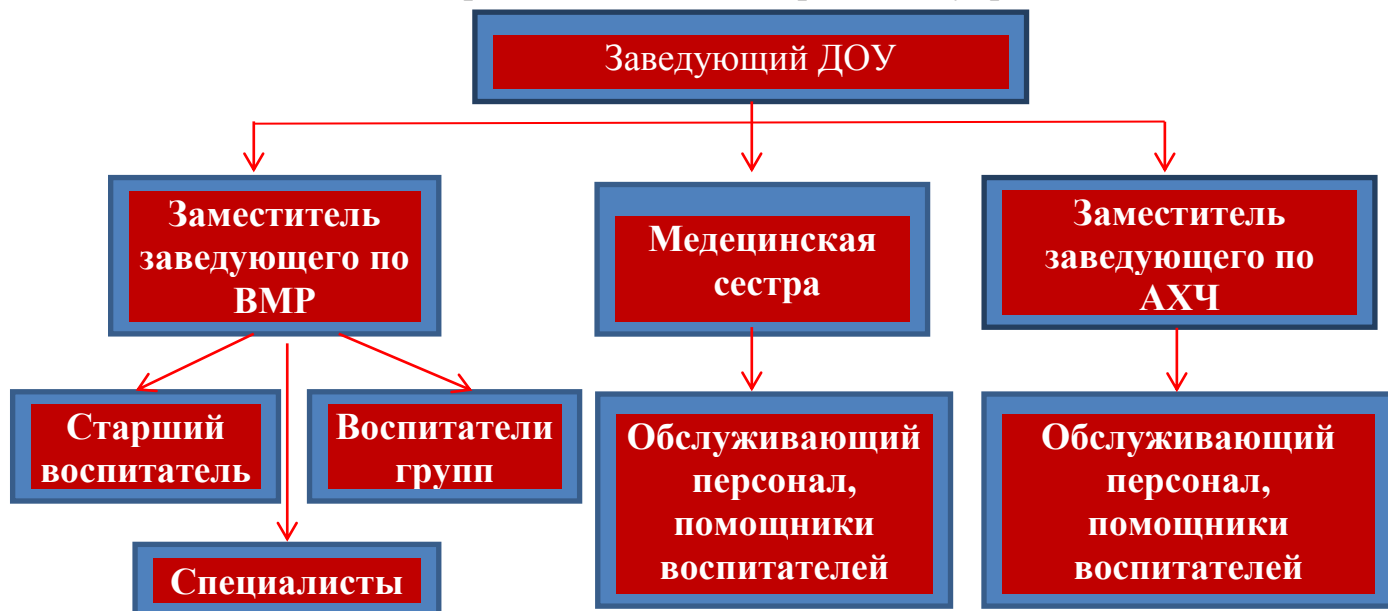 Заведующий ДОУ
Заместитель
заведующего по
ВМР
Медецинская
сестра
Заместитель
заведующего по
АХЧ
Старший
воспитатель
Воспитатели
групп
Специалисты
Обслуживающий
персонал,
помощники
воспитателей
Обслуживающий
персонал,
помощники
воспитателей